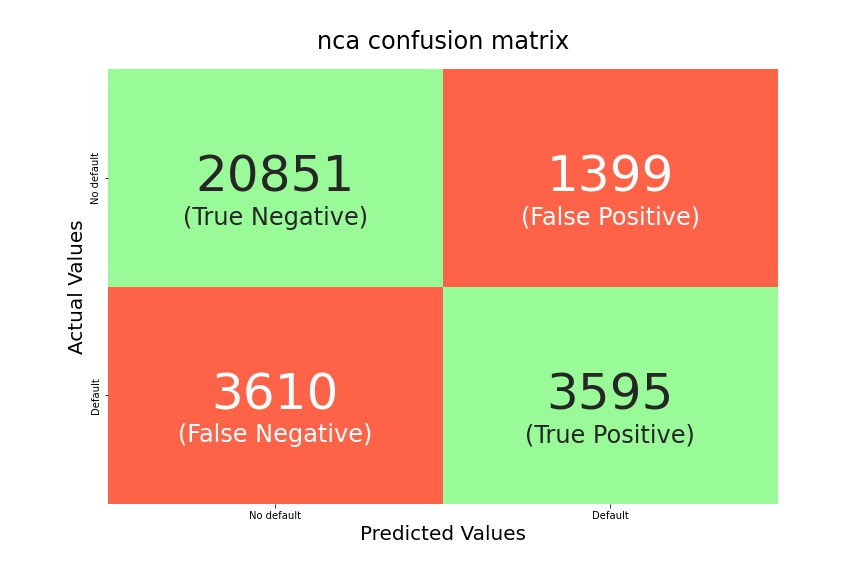 nca confusion matrix
Actual Values
No default
20851
(True Negative)
1399
(False Positive)
Default
3610
(False Negative)
3595
(True Positive)
No default
Default
Predicted Values